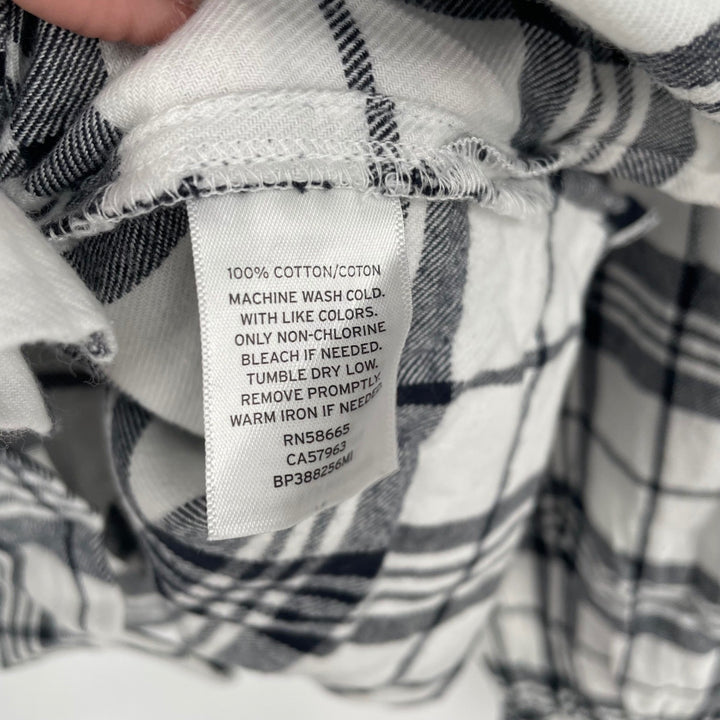 100% COTTON/COTON
MACHINE WASH COLD.
WITH LIKE COLORS.
ONLY NON-CHLORINE
BLEACH IF NEEDED.
TUMBLE DRY LOW.
REMOVE PROMPTLY
WARM IRON IF NEEDED
RN58665
CA57963